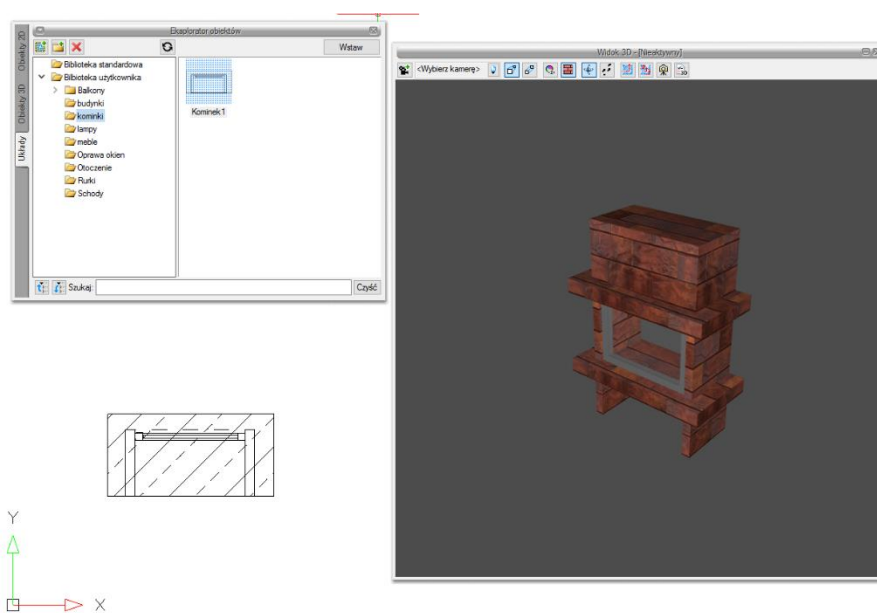 Eksplorator obiektów
Obiekty 2D
Obiekty 3D
Układy
Wstaw
Biblioteka standardowa
Bilbioteka użytkownika
Balkony
budynki
kominki
lampy
meble
Oprawa okien
Otoczenie
Rurki
Schody
Kominek1
Szukaj:
Czyść
Widok 3D - [Nieaktywny]
<Wybierz kamerę>
Y
X